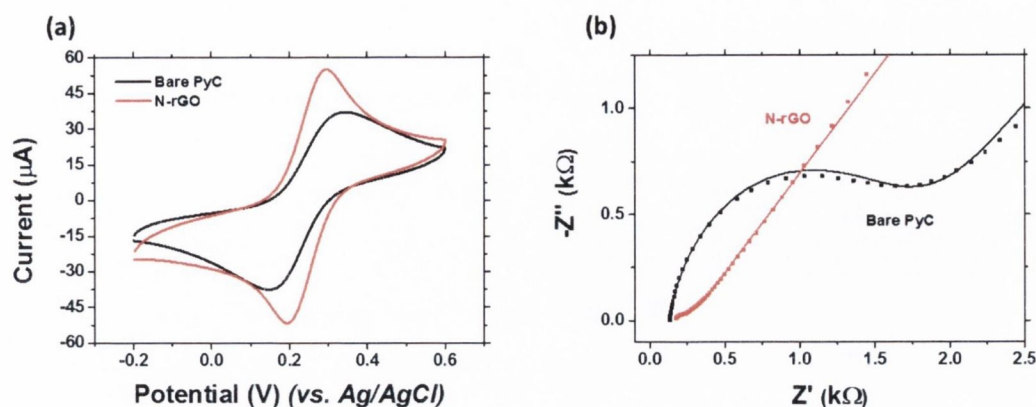 (a)
60
45
30
15
0
-15
-30
-45
-60
Current (μA)
Bare PyC
N-rGO
-0.2
0.0
0.2
0.4
0.6
Potential (V) (vs. Ag/AgCl)
(b)
1.0
0.5
0.0
-Z'' (kΩ)
N-rGO
Bare PyC
0.0
0.5
1.0
1.5
2.0
2.5
Z' (kΩ)